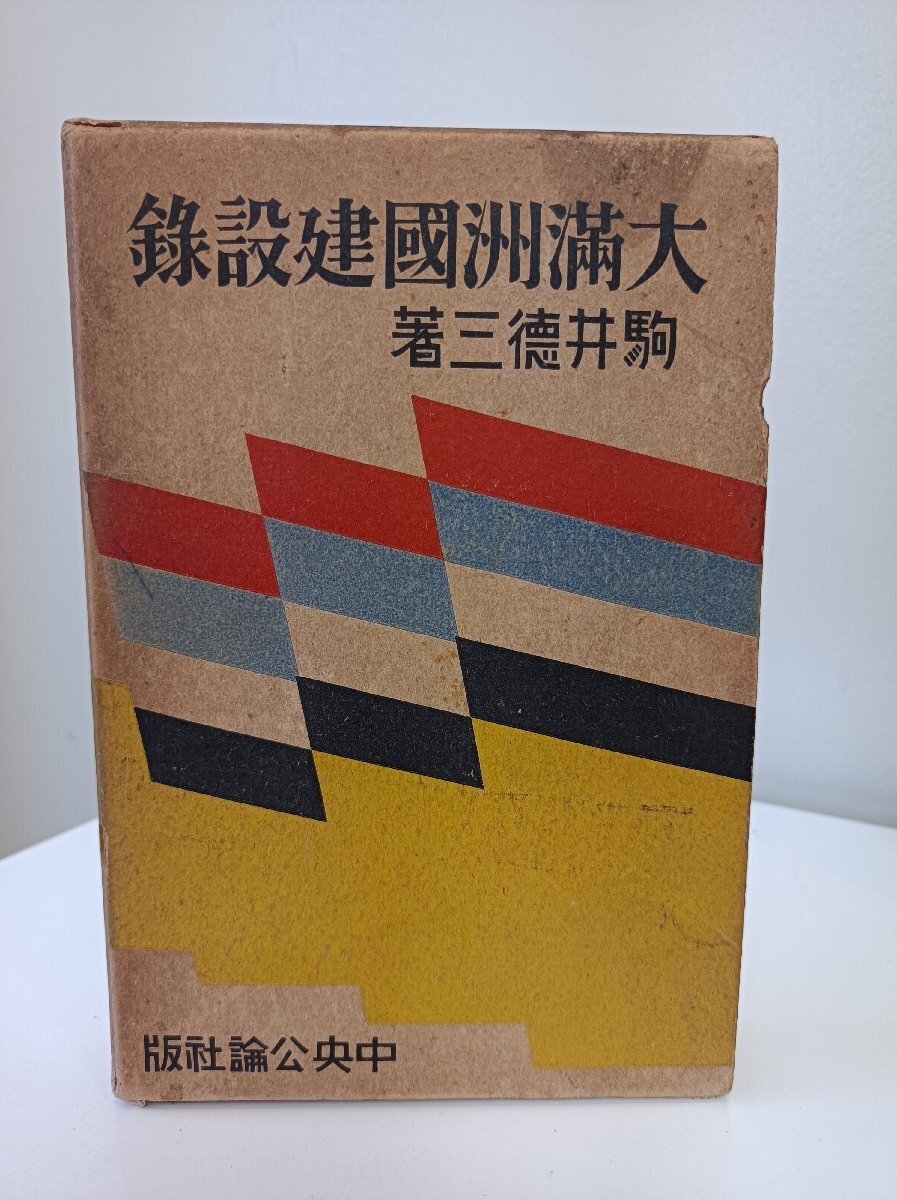 大滿洲國建設錄
駒井德三著
中央公論社版